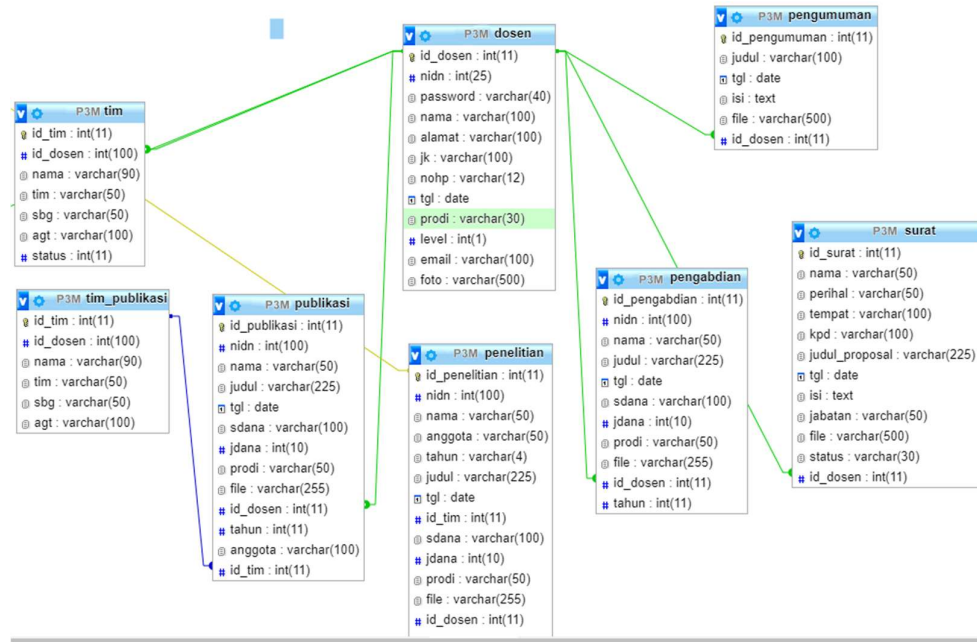 P3M dosen
id_dosen : int(11)
nidn : int(25)
password : varchar(40)
nama : varchar(100)
alamat : varchar(100)
jk : varchar(100)
nohp : varchar(12)
tgl : date
prodi : varchar(30)
level : int(1)
email : varchar(100)
foto : varchar(500)
P3M pengumuman
id_pengumuman : int(11)
judul : varchar(100)
tgl : date
isi : text
file : varchar(500)
id_dosen : int(11)
P3M tim
id_tim : int(11)
id_dosen : int(100)
nama : varchar(90)
tim : varchar(50)
sbg : varchar(50)
agt : varchar(100)
status : int(11)
P3M surat
id_surat : int(11)
nama : varchar(50)
perihal : varchar(50)
tempat : varchar(100)
kpd : varchar(100)
judul_proposal : varchar(225)
tgl : date
isi : text
jabatan : varchar(50)
file : varchar(500)
status : varchar(30)
id_dosen : int(11)
P3M tim_publikasi
id_tim : int(11)
id_dosen : int(100)
nama : varchar(90)
tim : varchar(50)
sbg : varchar(50)
agt : varchar(100)
P3M publikasi
id_publikasi : int(11)
nidn : int(100)
nama : varchar(50)
judul : varchar(225)
tgl : date
sdana : varchar(100)
jdana : int(10)
prodi : varchar(50)
file : varchar(255)
id_dosen : int(11)
tahun : int(11)
anggota : varchar(100)
id_tim : int(11)
P3M penelitian
id_penelitian : int(11)
nidn : int(100)
nama : varchar(50)
anggota : varchar(50)
tahun : varchar(4)
judul : varchar(225)
tgl : date
id_tim : int(11)
sdana : varchar(100)
jdana : int(10)
prodi : varchar(50)
file : varchar(255)
id_dosen : int(11)
P3M pengabdian
id_pengabdian : int(11)
nidn : int(100)
nama : varchar(50)
judul : varchar(225)
tgl : date
sdana : varchar(100)
jdana : int(10)
prodi : varchar(50)
file : varchar(255)
id_dosen : int(11)
tahun : int(11)